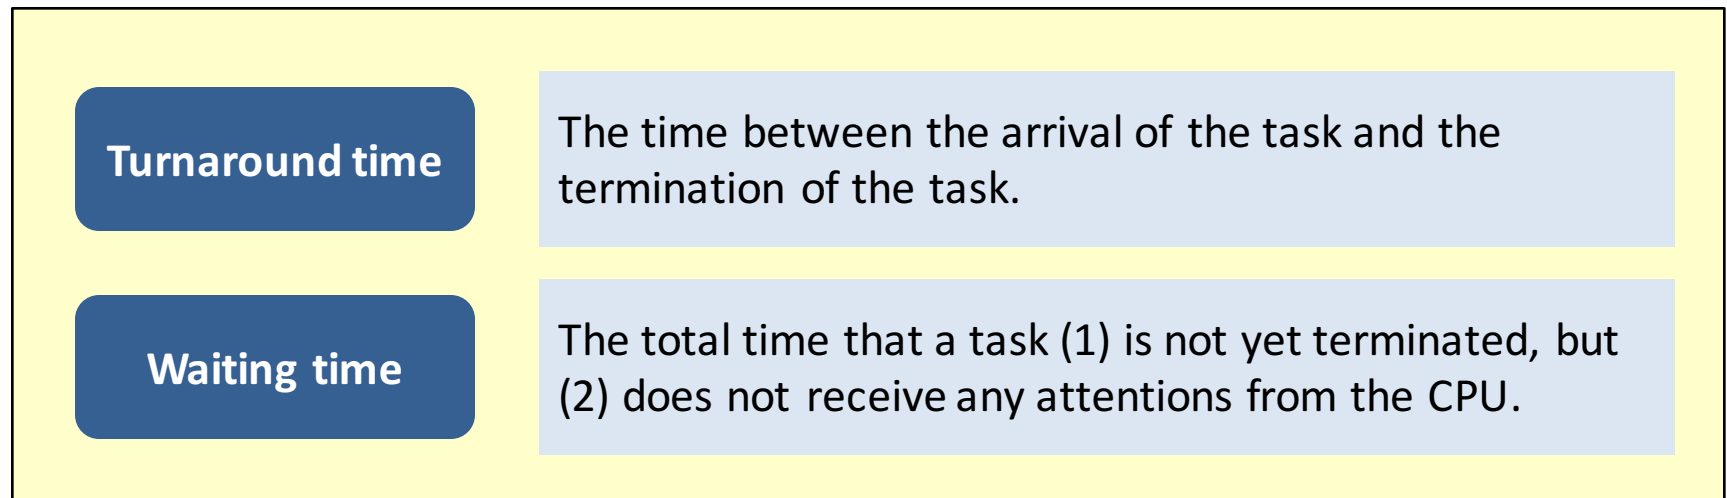 Turnaround time
The time between the arrival of the task and the
termination of the task.
Waiting time
The total time that a task (1) is not yet terminated, but
(2) does not receive any attentions from the CPU.